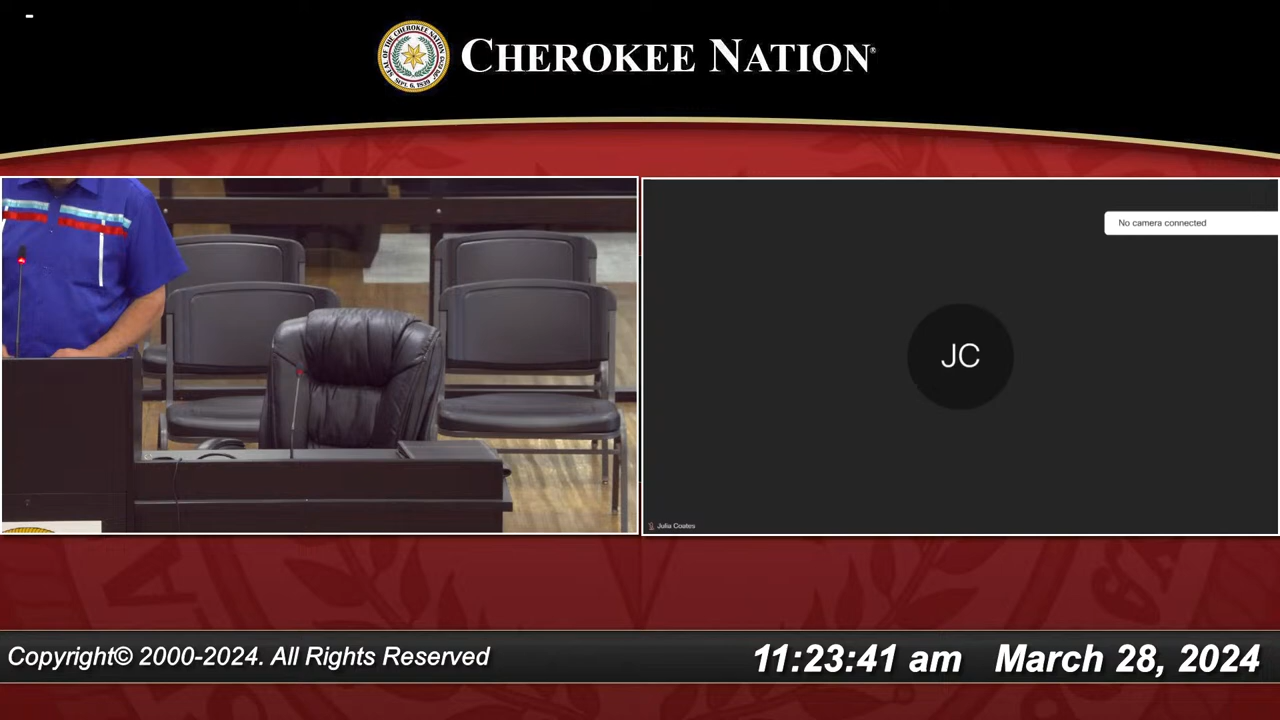 CHEROKEE NATION®
No camera connected
JC
Julia Coates
Copyright© 2000-2024. All Rights Reserved
11:23:41 am March 28, 2024